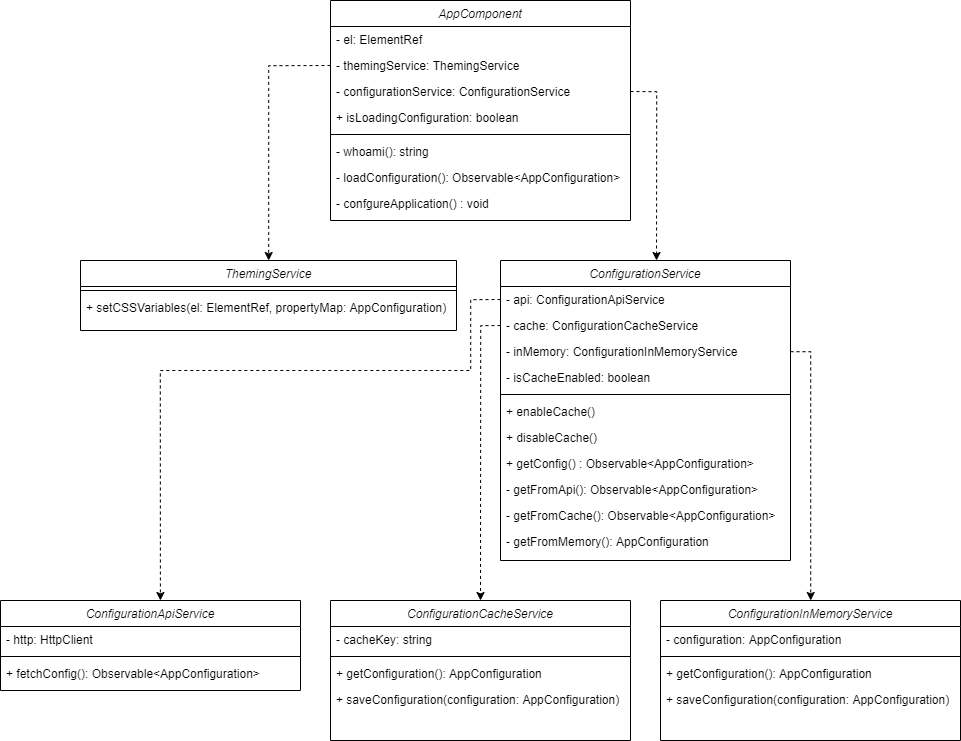 AppComponent
- el: ElementRef
- themingService: ThemingService
- configurationService: ConfigurationService
+ isLoadingConfiguration: boolean
- whoami(): string
- loadConfiguration(): Observable<AppConfiguration>
- confgureApplication() : void
ThemingService
+ setCSSVariables(el: ElementRef, propertyMap: AppConfiguration)
ConfigurationService
- api: ConfigurationApiService
- cache: ConfigurationCacheService
- inMemory: ConfigurationInMemoryService
- isCacheEnabled: boolean
+ enableCache()
+ disableCache()
+ getConfig() : Observable<AppConfiguration>
- getFromApi(): Observable<AppConfiguration>
- getFromCache(): Observable<AppConfiguration>
- getFromMemory(): AppConfiguration
ConfigurationApiService
- http: HttpClient
+ fetchConfig(): Observable<AppConfiguration>
ConfigurationCacheService
- cacheKey: string
+ getConfiguration(): AppConfiguration
+ saveConfiguration(configuration: AppConfiguration)
ConfigurationInMemoryService
- configuration: AppConfiguration
+ getConfiguration(): AppConfiguration
+ saveConfiguration(configuration: AppConfiguration)